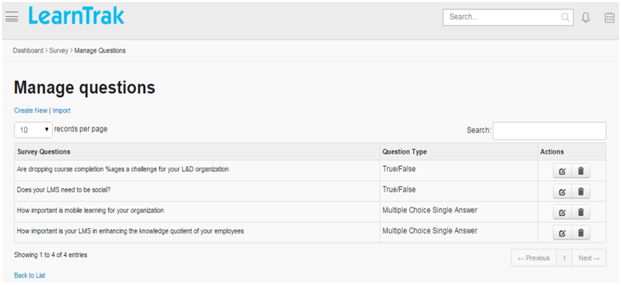 LearnTrak
Search...
Dashboard > Survey > Manage Questions
Manage questions
Create New | Import
10 records per page
Search:
Survey Questions Question Type Actions
Are dropping course completion %ages a challenge for your L&D organization True/False
Does your LMS need to be social? True/False
How important is mobile learning for your organization Multiple Choice Single Answer
How important is your LMS in enhancing the knowledge quotient of your employees Multiple Choice Single Answer
Showing 1 to 4 of 4 entries
← Previous 1 Next →
Back to List